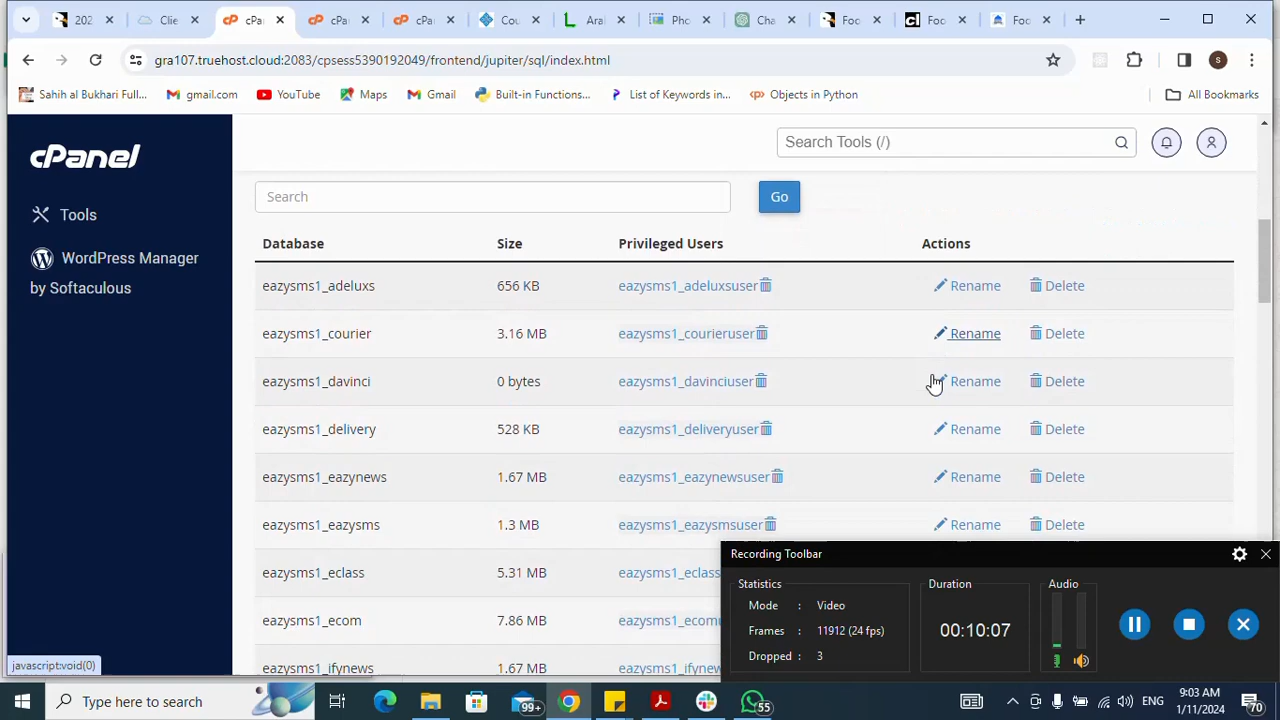 202
Clie
cPa
cPa
cPa
Cou
Aral
Pho
Cha
Foo
Foo
Foo
gra107.truehost.cloud:2083/cpsess5390192049/frontend/jupiter/sql/index.html
Sahih al Bukhari Full...
gmail.com
YouTube
Maps
Gmail
Built-in Functions...
List of Keywords in...
Objects in Python
All Bookmarks
cPanel
Search Tools (/)
Tools
WordPress Manager
by Softaculous
Search
Go
Database Size Privileged Users Actions
eazysms1_adeluxs 656 KB eazysms1_adeluxsuser Rename Delete
eazysms1_courier 3.16 MB eazysms1_courieruser Rename Delete
eazysms1_davinci 0 bytes eazysms1_davinciuser Rename Delete
eazysms1_delivery 528 KB eazysms1_deliveryuser Rename Delete
eazysms1_eazynews 1.67 MB eazysms1_eazynewsuser Rename Delete
eazysms1_eazysms 1.3 MB eazysms1_eazysmsuser Rename Delete
eazysms1_eclass 5.31 MB eazysms1_eclass
eazysms1_ecom 7.86 MB eazysms1_ecomu
eazysms1_ifynews 1.67 MB eazysms1_ifynew
javascript:void(0)
Recording Toolbar
Statistics
Mode : Video
Frames : 11912 (24 fps)
Dropped : 3
Duration
00:10:07
Audio
Type here to search
99+
55
ENG
9:03 AM
1/11/2024
70